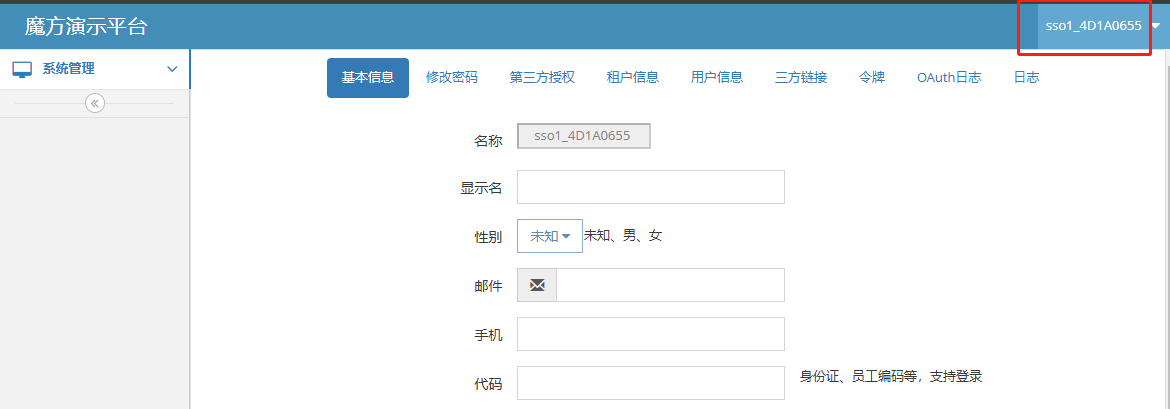 魔方演示平台
sso1_4D1A0655
系统管理
基本信息 修改密码 第三方授权 租户信息 用户信息 三方链接 令牌 OAuth日志 日志
名称 sso1_4D1A0655
显示名
性别 未知 未知、男、女
邮件
手机
代码 身份证、员工编码等，支持登录